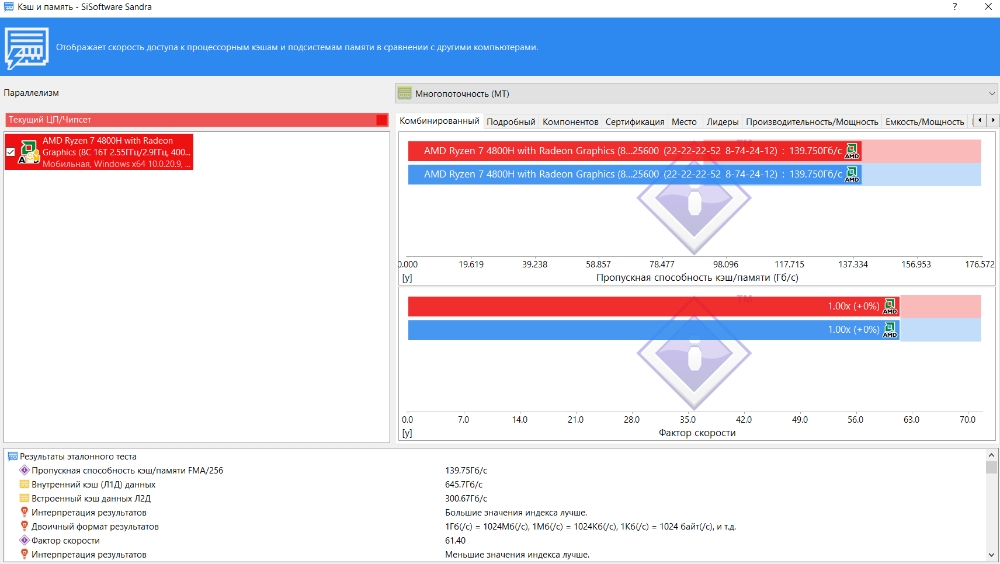 Кэш и память - SiSoftware Sandra
?
Отображает скорость доступа к процессорным кэшам и подсистемам памяти в сравнении с другими компьютерами.
Параллелизм
Многопоточность (МТ)
Текущий ЦП/Чипсет
AMD Ryzen 7 4800H with Radeon
Graphics (8C 16T 2.55ГГц/2.9ГГц, 400...
Мобильная, Windows x64 10.0.20.9, ...
Комбинированный Подробный Компонентов Сертификация Место Лидеры Производительность/Мощность Емкость/Мощность
AMD Ryzen 7 4800H with Radeon Graphics (8...25600 (22-22-22-52 8-74-24-12) : 139.750Гб/с AMD
AMD Ryzen 7 4800H with Radeon Graphics (8...25600 (22-22-22-52 8-74-24-12) : 139.750Гб/с AMD
0.000 19.619 39.238 58.857 78.477 98.096 117.715 137.334 156.953 176.572
[y] Пропускная способность кэш/памяти (Гб/с)
TM
1.00x (+0%) AMD
1.00x (+0%) AMD
0.0 7.0 14.0 21.0 28.0 35.0 42.0 49.0 56.0 63.0 70.0
[y] Фактор скорости
Результаты эталонного теста
Пропускная способность кэш/памяти FMA/256 139.75Гб/с
Внутренний кэш (Л1Д) данных 645.7Гб/с
Встроенный кэш данных Л2Д 300.67Гб/с
Интерпретация результатов Большие значения индекса лучше.
Двоичный формат результатов 1Гб(/с) = 1024Мб(/с), 1Мб(/с) = 1024Кб(/с), 1Кб(/с) = 1024 байт(/с), и т.д.
Фактор скорости 61.40
Интерпретация результатов Меньшие значения индекса лучше.